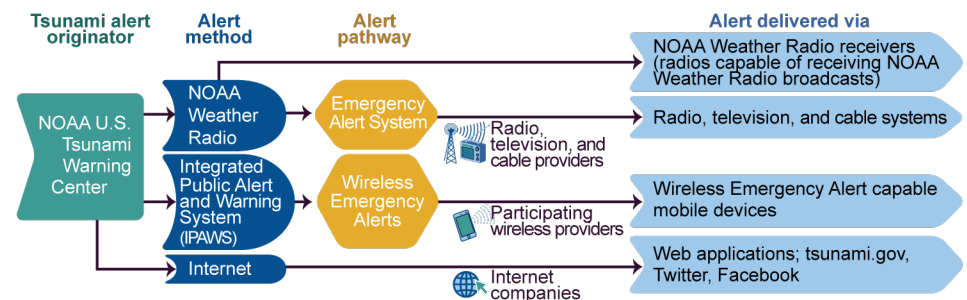 Tsunami alert
originator
Alert
method
Alert
pathway
Alert delivered via
NOAA U.S.
Tsunami
Warning
Center
NOAA
Weather
Radio
Integrated
Public Alert
and Warning
System
(IPAWS)
Internet
Emergency
Alert System
Wireless
Emergency
Alerts
Radio,
television, and
cable providers
Participating
wireless providers
Internet
companies
NOAA Weather Radio receivers
(radios capable of receiving NOAA
Weather Radio broadcasts)
Radio, television, and cable systems
Wireless Emergency Alert capable
mobile devices
Web applications; tsunami.gov,
Twitter, Facebook